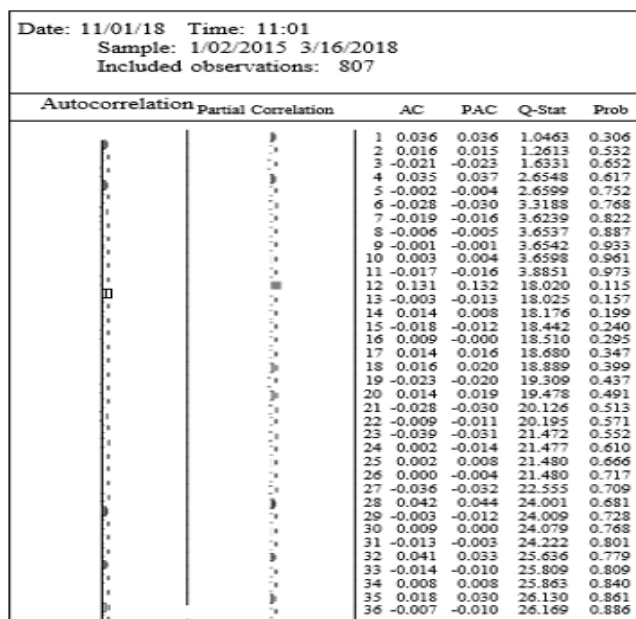 Date: 11/01/18 Time: 11:01
Sample: 1/02/2015 3/16/2018
Included observations: 807
Autocorrelation Partial Correlation AC PAC Q-Stat Prob
1 0.036 0.036 1.0463 0.306
2 0.016 0.015 1.2613 0.532
3 -0.021 -0.023 1.6331 0.652
4 0.035 0.037 2.6548 0.617
5 -0.002 -0.004 2.6599 0.752
6 -0.028 -0.030 3.3188 0.768
7 -0.019 -0.016 3.6239 0.822
8 -0.006 -0.005 3.6537 0.887
9 -0.001 -0.001 3.6542 0.933
10 0.003 0.004 3.6598 0.961
11 -0.017 -0.016 3.8851 0.973
12 0.131 0.132 18.020 0.115
13 -0.003 -0.013 18.025 0.157
14 0.014 0.008 18.176 0.199
15 -0.018 -0.012 18.442 0.240
16 0.009 -0.000 18.510 0.295
17 0.014 0.016 18.680 0.347
18 0.016 0.020 18.889 0.399
19 -0.023 -0.020 19.309 0.437
20 0.014 0.019 19.478 0.491
21 -0.028 -0.030 20.126 0.513
22 -0.009 -0.011 20.195 0.571
23 -0.039 -0.031 21.472 0.552
24 0.002 -0.014 21.477 0.610
25 0.002 0.008 21.480 0.666
26 0.000 -0.004 21.480 0.717
27 -0.036 -0.032 22.555 0.709
28 0.042 0.044 24.001 0.681
29 -0.003 -0.012 24.009 0.728
30 0.009 0.000 24.079 0.768
31 -0.013 -0.003 24.222 0.801
32 0.041 0.033 25.636 0.779
33 -0.014 -0.010 25.809 0.809
34 0.008 0.008 25.863 0.840
35 0.018 0.030 26.130 0.861
36 -0.007 -0.010 26.169 0.886